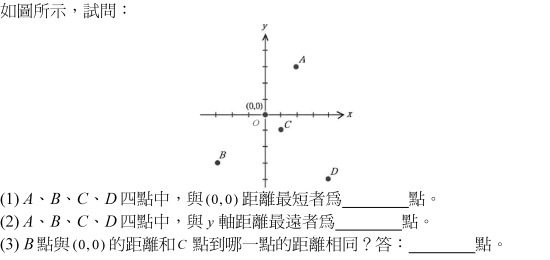 如圖所示，試問：
y
A
(0,0)
x
O
C
B
D
(1) A、B、C、D 四點中，與 (0,0) 距離最短者為________點。
(2) A、B、C、D 四點中，與 y 軸距離最遠者為________點。
(3) B 點與 (0,0) 的距離和 C 點到哪一點的距離相同？答：________點。